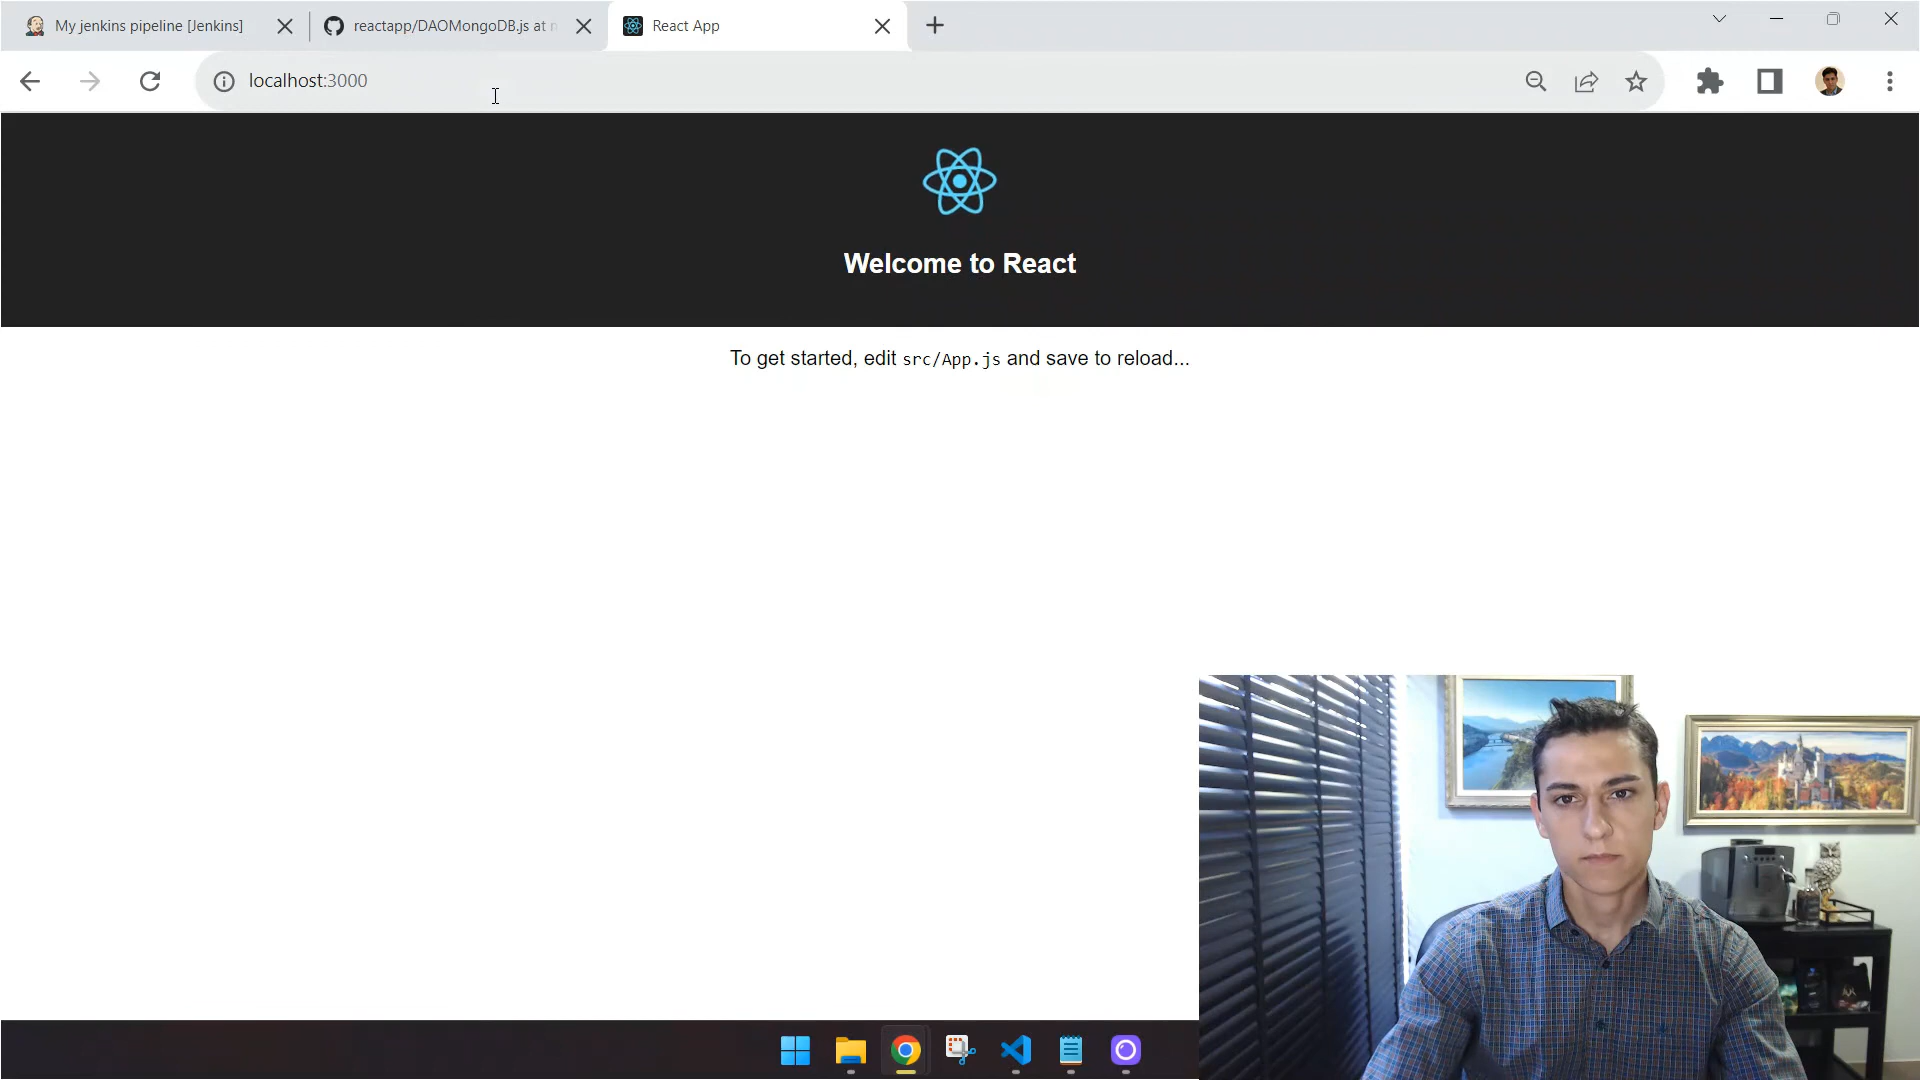 My jenkins pipeline [Jenkins]
reactapp/DAOMongoDB.js at
React App
localhost:3000
Welcome to React
To get started, edit src/App.js and save to reload...